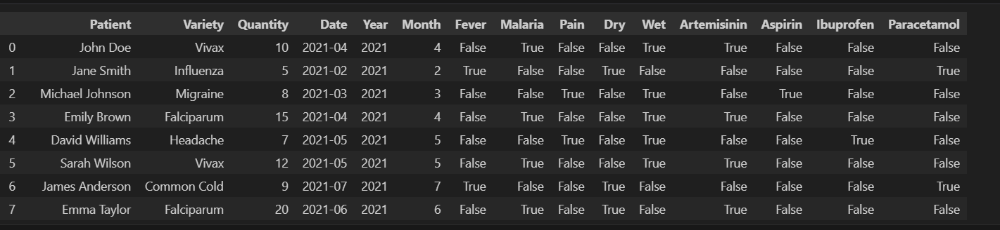 Patient Variety Quantity Date Year Month Fever Malaria Pain Dry Wet Artemisinin Aspirin Ibuprofen Paracetamol
0 John Doe Vivax 10 2021-04 2021 4 False True False False True True False False False
1 Jane Smith Influenza 5 2021-02 2021 2 True False False True False False False False True
2 Michael Johnson Migraine 8 2021-03 2021 3 False False True False True False True False False
3 Emily Brown Falciparum 15 2021-04 2021 4 False True False False True True False False False
4 David Williams Headache 7 2021-05 2021 5 False False True False True False False True False
5 Sarah Wilson Vivax 12 2021-05 2021 5 False True False False True True False False False
6 James Anderson Common Cold 9 2021-07 2021 7 True False False True False False False False True
7 Emma Taylor Falciparum 20 2021-06 2021 6 False True False True False True False False False